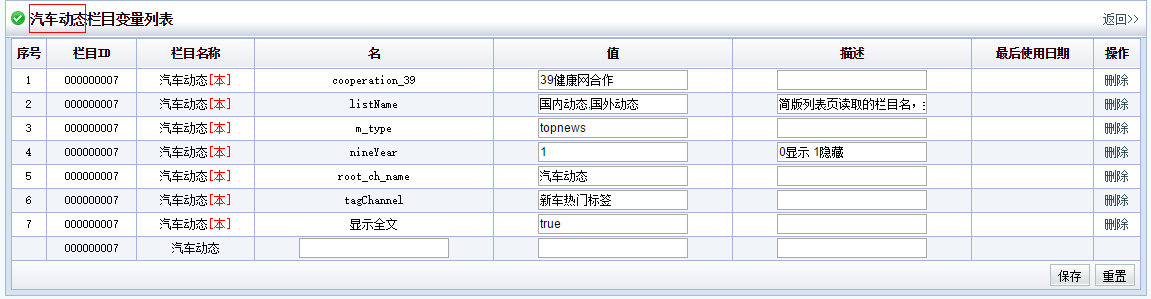 汽车动态栏目变量列表 返回>>
序号 栏目ID 栏目名称 名 值 描述 最后使用日期 操作
1 000000007 汽车动态[本] cooperation_39 39健康网合作 删除
2 000000007 汽车动态[本] listName 国内动态,国外动态 简版列表页读取的栏目名, 删除
3 000000007 汽车动态[本] m_type topnews 删除
4 000000007 汽车动态[本] nineYear 1 0显示 1隐藏 删除
5 000000007 汽车动态[本] root_ch_name 汽车动态 删除
6 000000007 汽车动态[本] tagChannel 新车热门标签 删除
7 000000007 汽车动态[本] 显示全文 true 删除
000000007 汽车动态
保存 重置